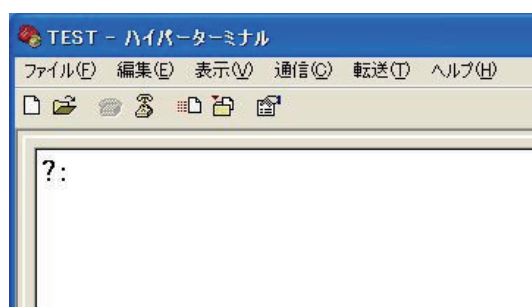 TEST - ハイパーターミナル
ファイル(F) 編集(E) 表示(V) 通信(C) 転送(T) ヘルプ(H)
?: